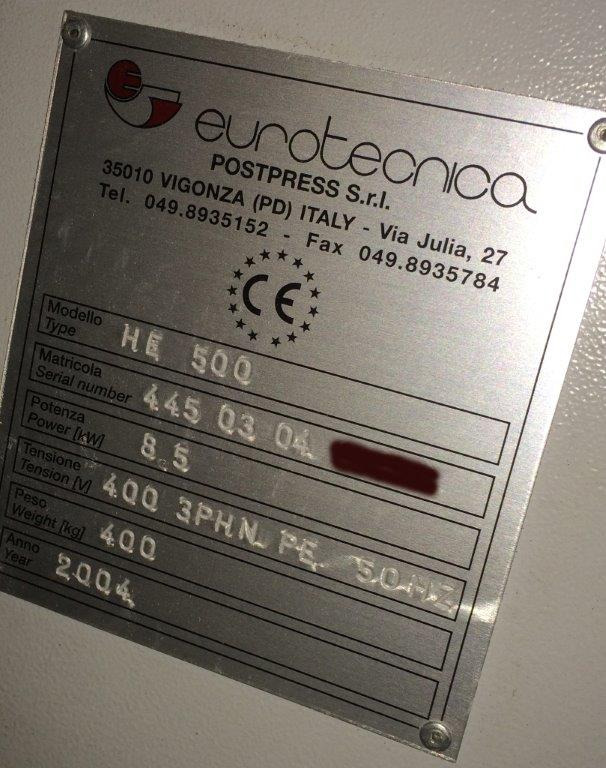 eurotecnica
POSTPRESS S.r.l.
35010 VIGONZA (PD) ITALY - Via Julia, 27
Tel. 049.8935152 - Fax 049.8935784
CE
Modello HE 500
Type
Matricola 445 03 04
Serial number
Potenza 8.5
Power [kW]
Tensione 400 3PHN PE 50HZ
Tension [V]
Peso 400
Weight [kg]
Anno 2004
Year